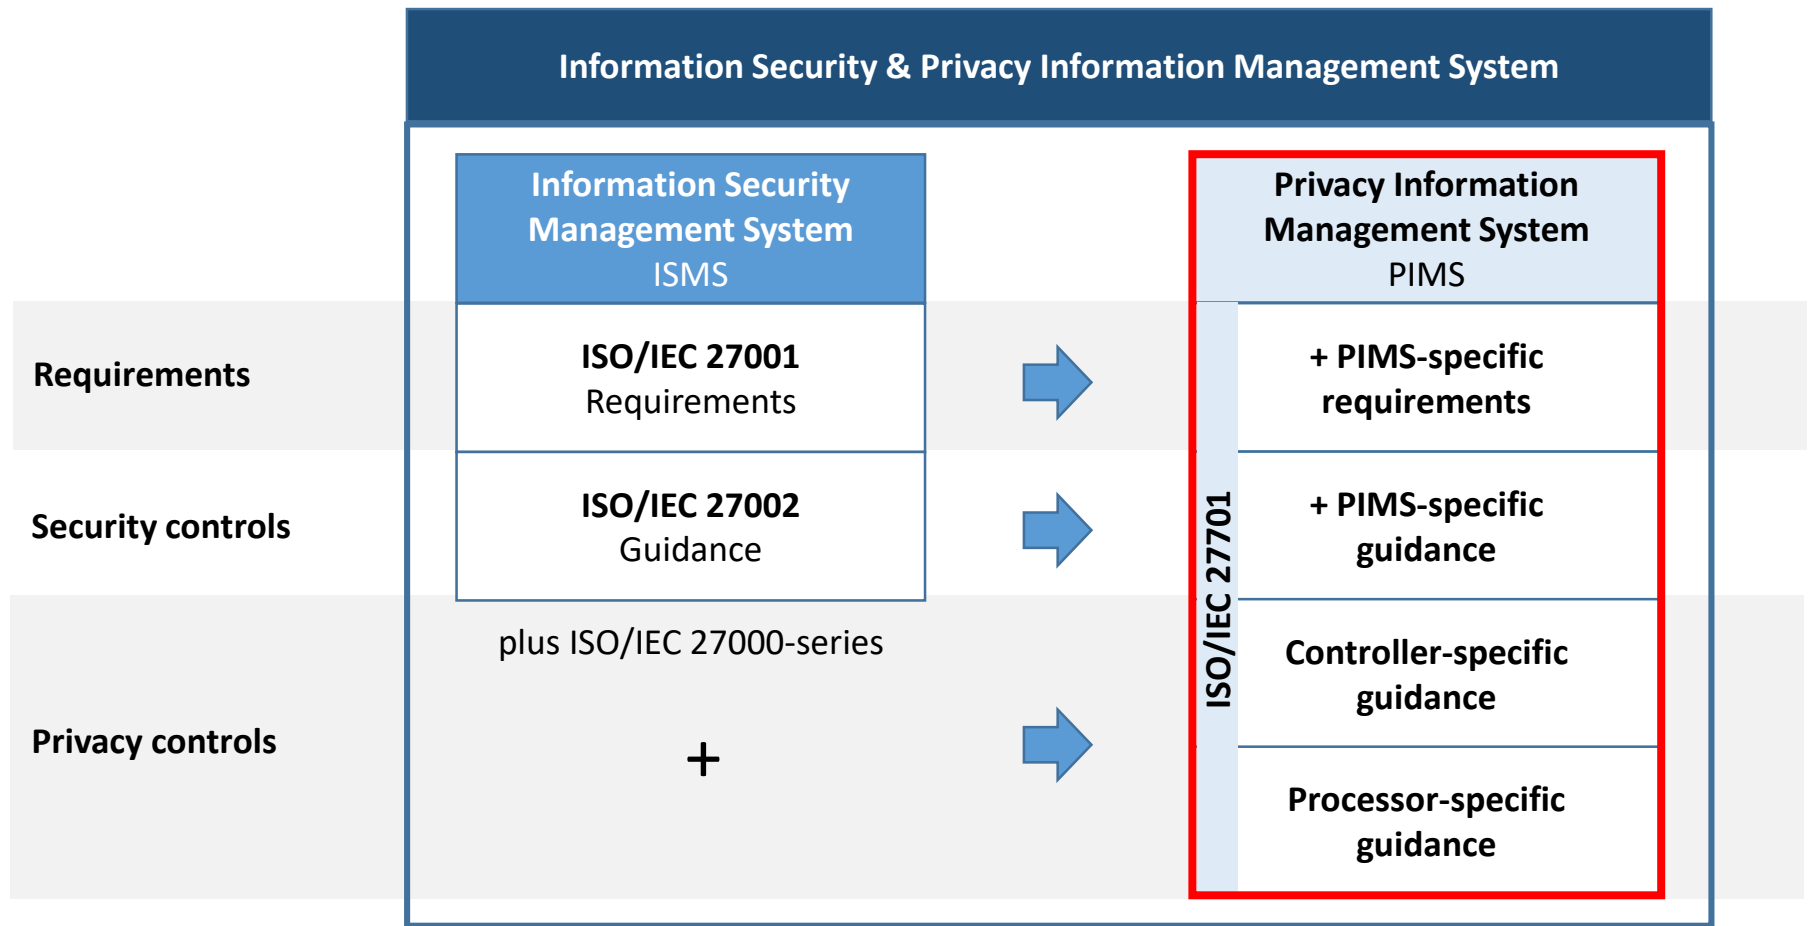 Information Security & Privacy Information Management System
Information Security
Management System
ISMS
Privacy Information
Management System
PIMS
Requirements
ISO/IEC 27001
Requirements
+ PIMS-specific
requirements
Security controls
ISO/IEC 27002
Guidance
+ PIMS-specific
guidance
ISO/IEC 27701
Privacy controls
plus ISO/IEC 27000-series
+
Controller-specific
guidance
Processor-specific
guidance